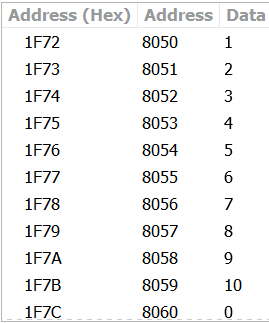 Address (Hex) Address Data
1F72 8050 1
1F73 8051 2
1F74 8052 3
1F75 8053 4
1F76 8054 5
1F77 8055 6
1F78 8056 7
1F79 8057 8
1F7A 8058 9
1F7B 8059 10
1F7C 8060 0